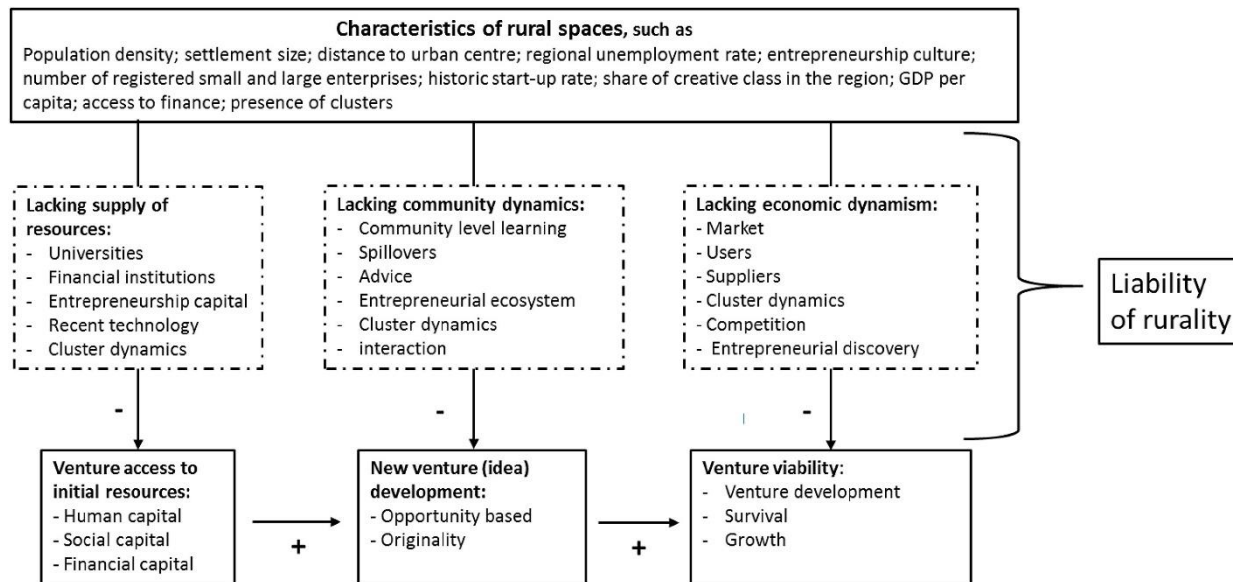 Characteristics of rural spaces, such as
Population density; settlement size; distance to urban centre; regional unemployment rate; entrepreneurship culture;
number of registered small and large enterprises; historic start-up rate; share of creative class in the region; GDP per
capita; access to finance; presence of clusters
Lacking supply of
resources:
- Universities
- Financial institutions
- Entrepreneurship capital
- Recent technology
- Cluster dynamics
Lacking community dynamics:
- Community level learning
- Spillovers
- Advice
- Entrepreneurial ecosystem
- Cluster dynamics
- interaction
Lacking economic dynamism:
- Market
- Users
- Suppliers
- Cluster dynamics
- Competition
- Entrepreneurial discovery
Liability
of rurality
-
-
-
Venture access to
initial resources:
- Human capital
- Social capital
- Financial capital
+
New venture (idea)
development:
- Opportunity based
- Originality
+
Venture viability:
- Venture development
- Survival
- Growth